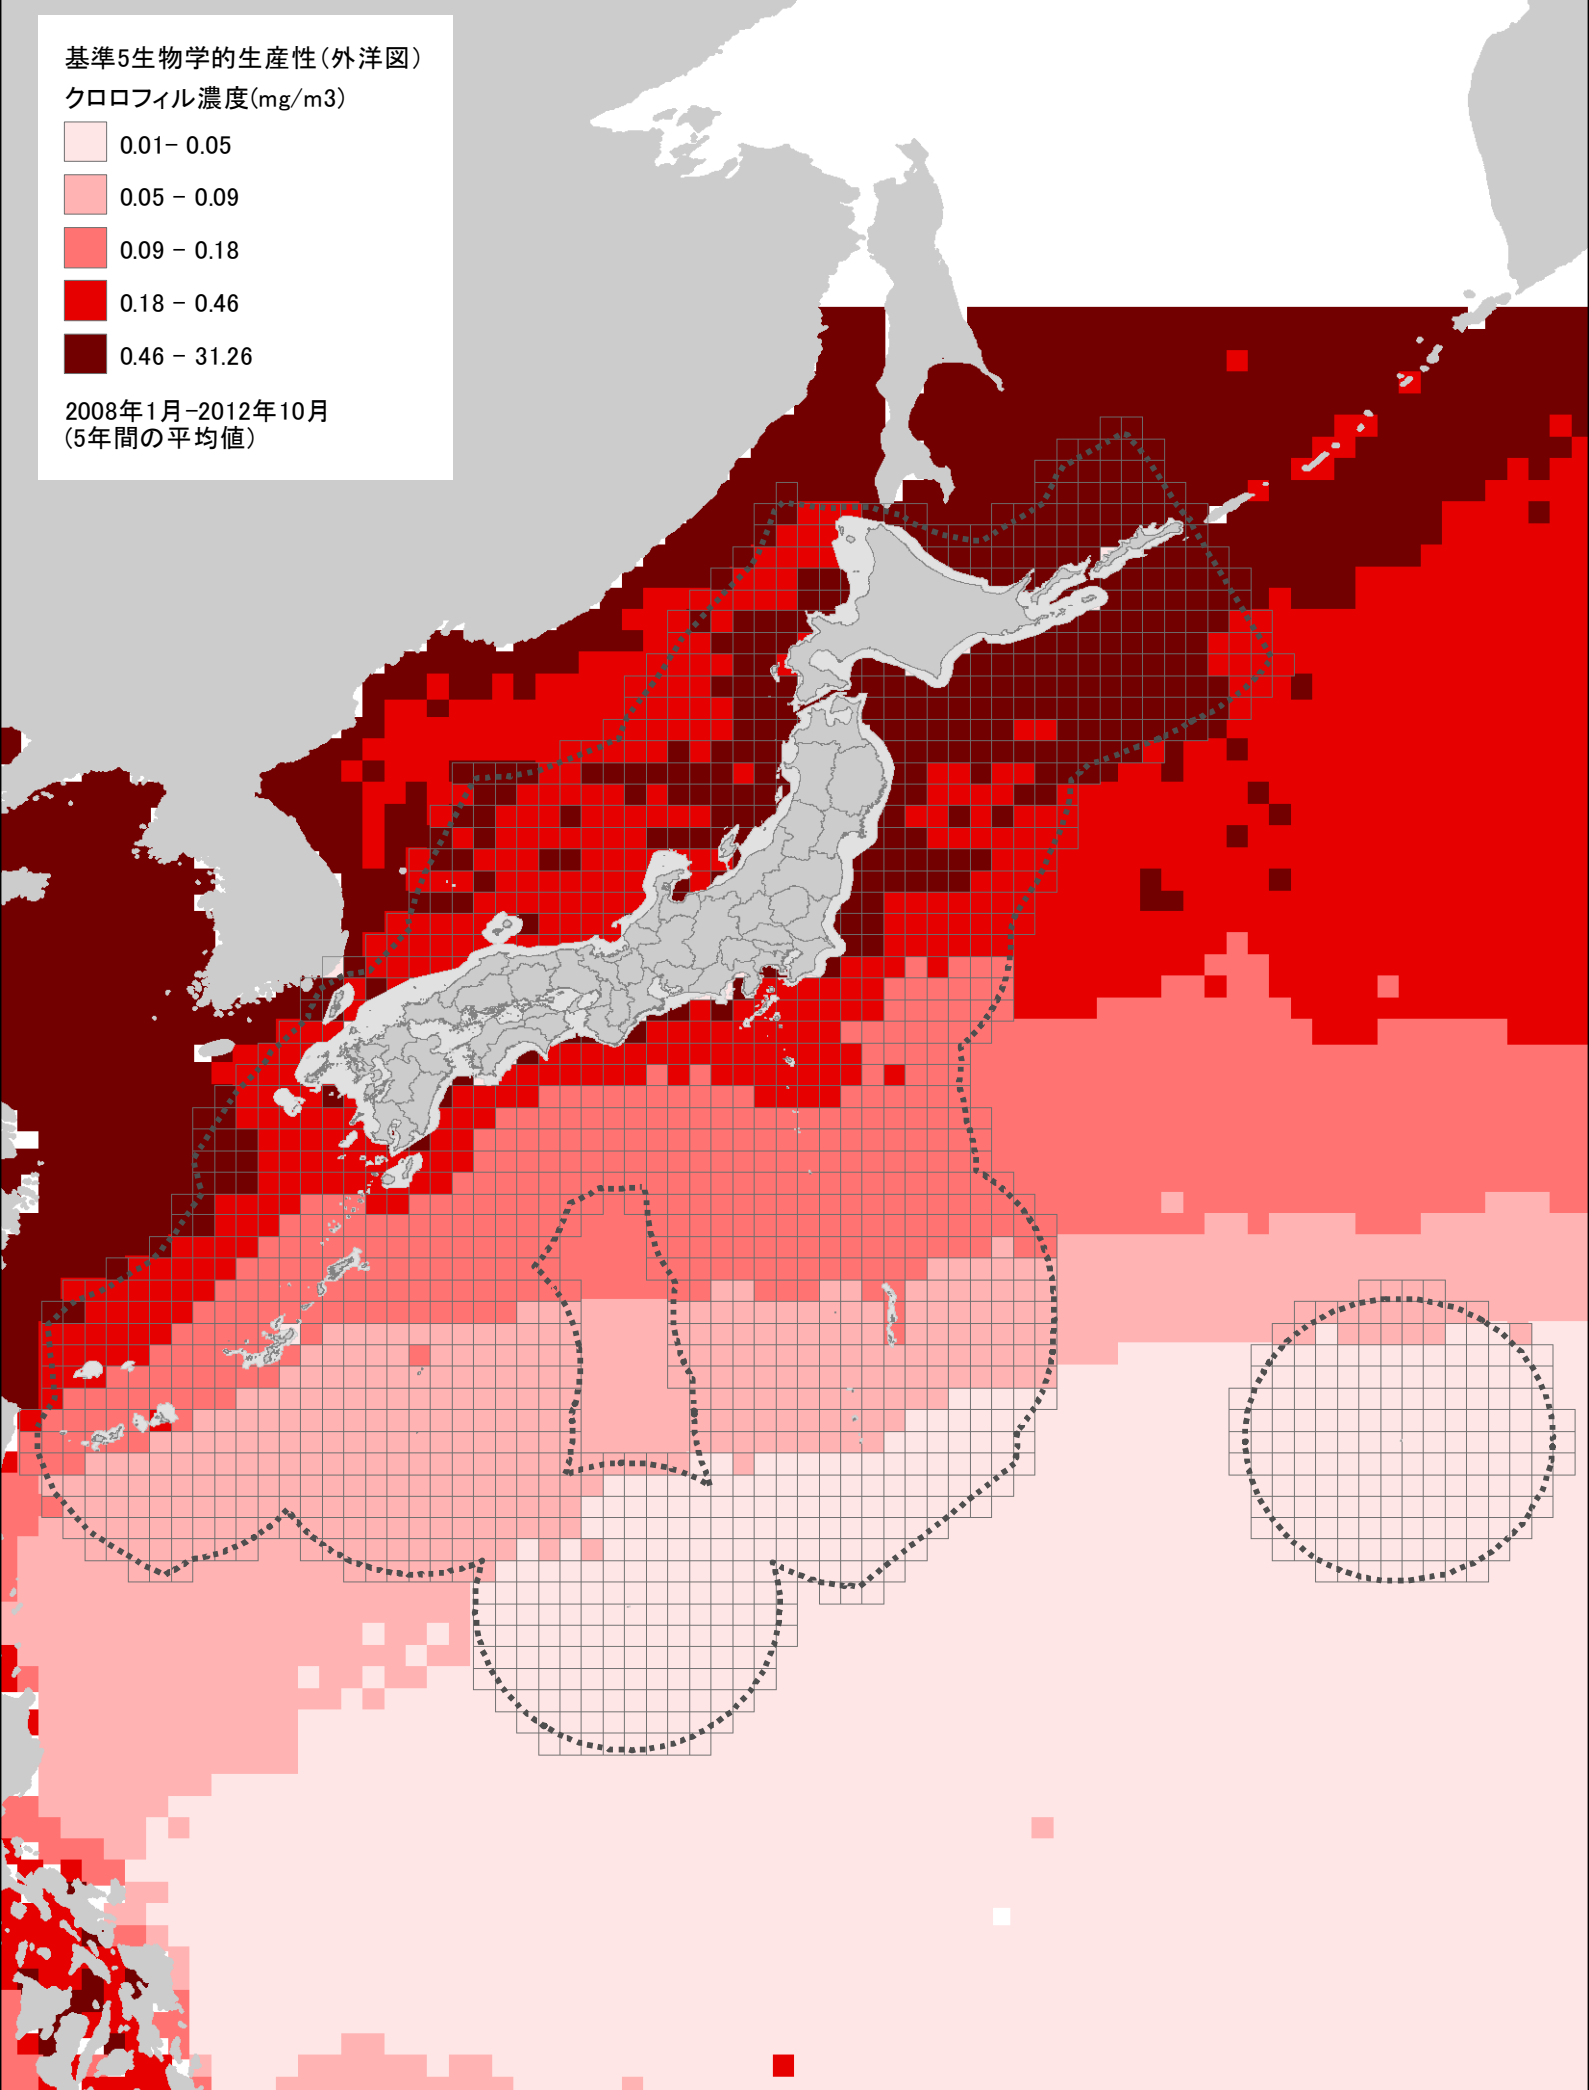 基準5生物学的生産性(外洋図)
クロロフィル濃度(mg/m3)
0.01- 0.05
0.05 - 0.09
0.09 - 0.18
0.18 - 0.46
0.46 - 31.26
2008年1月-2012年10月
(5年間の平均値)